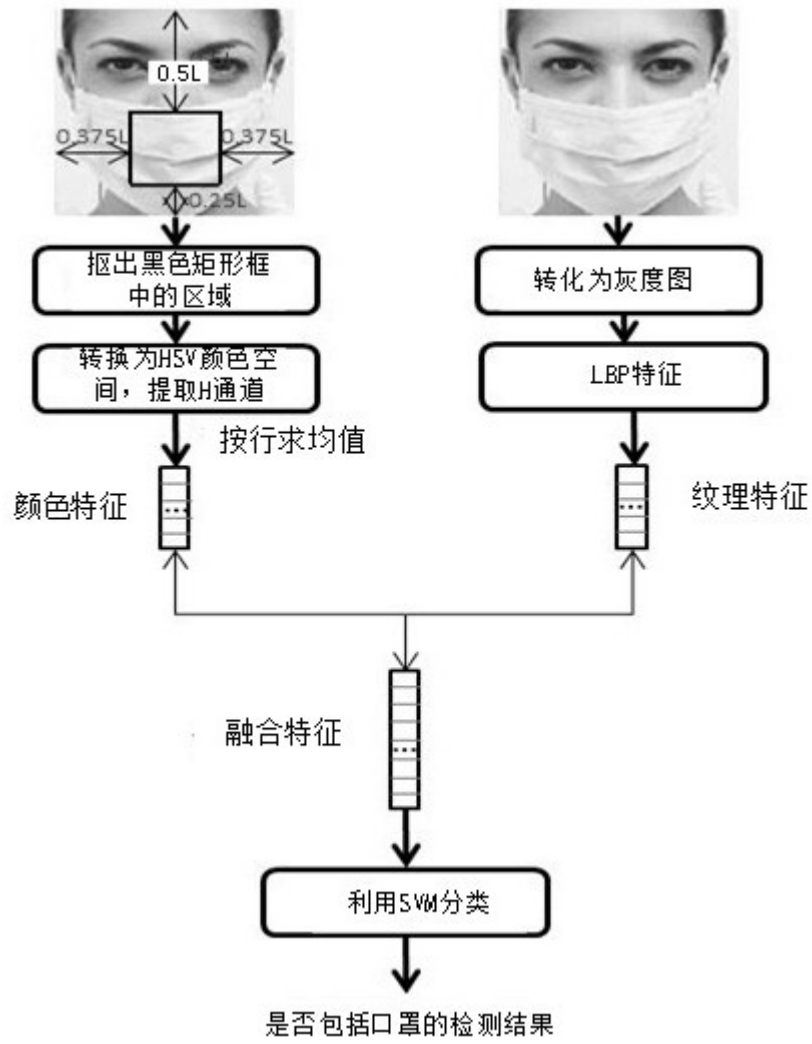 0.5L
0.375L
0.375L
0.25L
抠出黑色矩形框
中的区域
转化为灰度图
转换为HSV颜色空
间，提取H通道
LBP特征
按行求均值
颜色特征
纹理特征
融合特征
利用SVM分类
是否包括口罩的检测结果